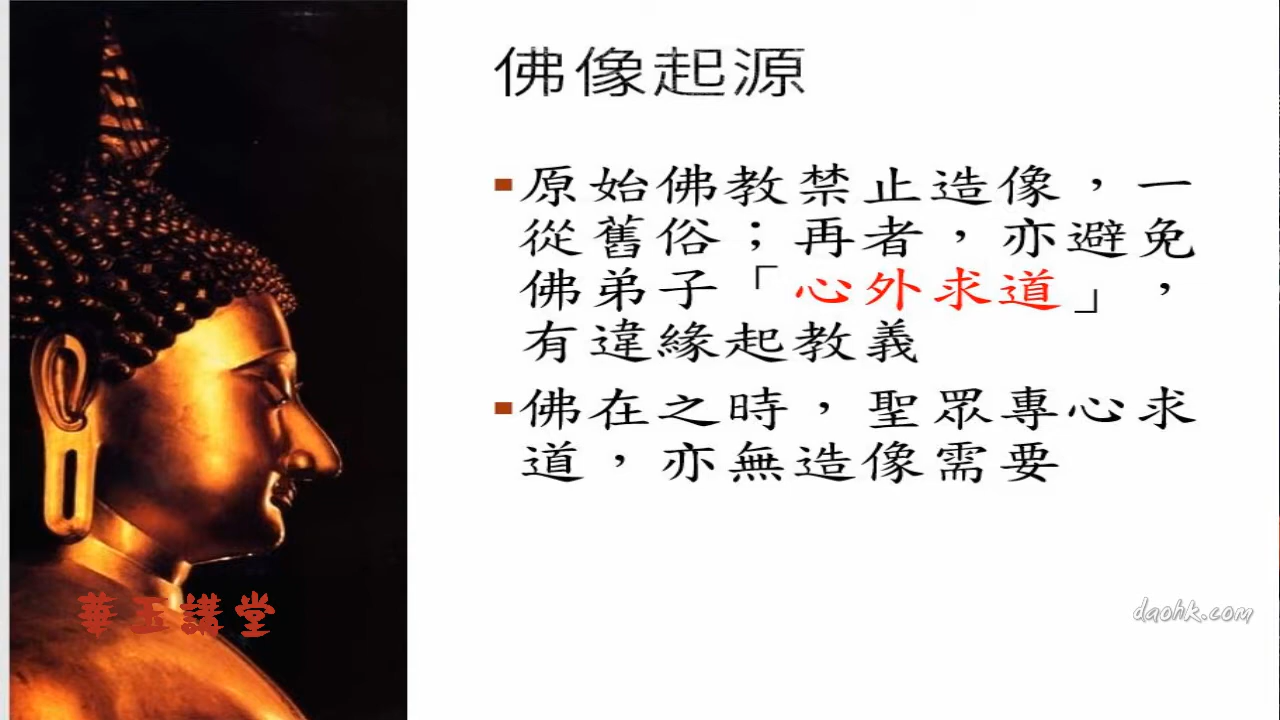 佛像起源
原始佛教禁止造像，一
從舊俗；再者，亦避免
佛弟子「心外求道」，
有違緣起教義
佛在之時，聖眾專心求
道，亦無造像需要
華玉講堂
daohk.com